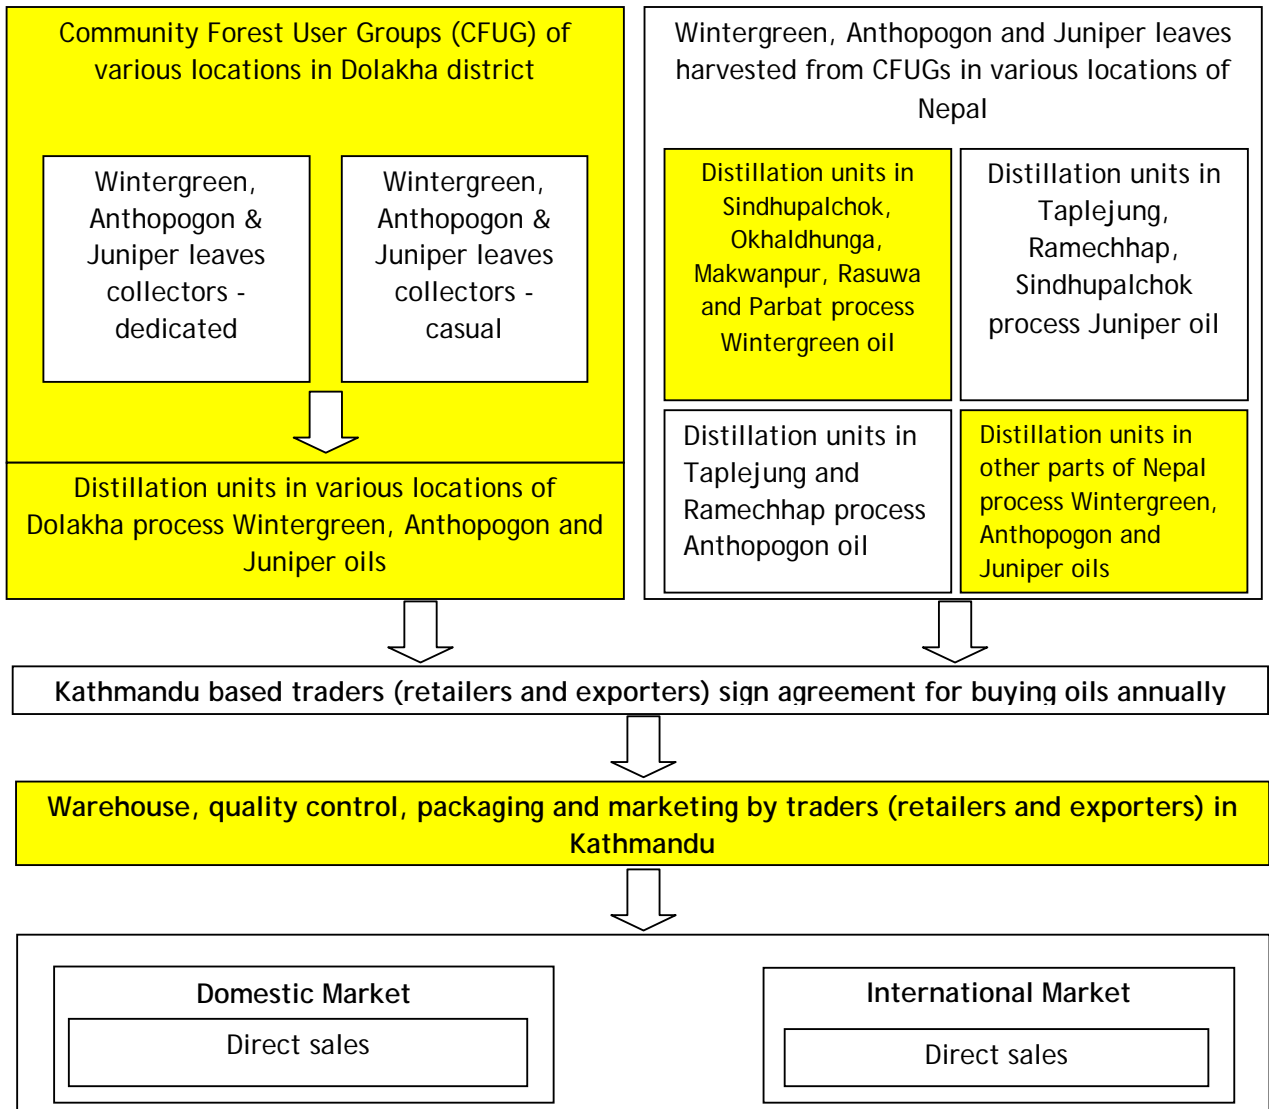 Community Forest User Groups (CFUG) of
various locations in Dolakha district
Wintergreen,
Anthopogon &
Juniper leaves
collectors -
dedicated
Wintergreen,
Anthopogon &
Juniper leaves
collectors -
casual
Distillation units in various locations of
Dolakha process Wintergreen, Anthopogon and
Juniper oils
Wintergreen, Anthopogon and Juniper leaves
harvested from CFUGs in various locations of
Nepal
Distillation units in
Sindhupalchok,
Okhaldhunga,
Makwanpur, Rasuwa
and Parbat process
Wintergreen oil
Distillation units in
Taplejung,
Ramechhap,
Sindhupalchok
process Juniper oil
Distillation units in
Taplejung and
Ramechhap process
Anthopogon oil
Distillation units in
other parts of Nepal
process Wintergreen,
Anthopogon and
Juniper oils
Kathmandu based traders (retailers and exporters) sign agreement for buying oils annually
Warehouse, quality control, packaging and marketing by traders (retailers and exporters) in
Kathmandu
Domestic Market
Direct sales
International Market
Direct sales